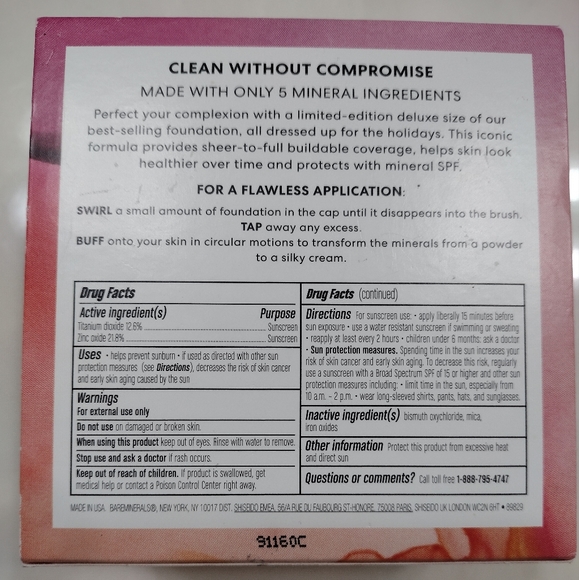 CLEAN WITHOUT COMPROMISE
MADE WITH ONLY 5 MINERAL INGREDIENTS
Perfect your complexion with a limited-edition deluxe size of our
best-selling foundation, all dressed up for the holidays. This iconic
formula provides sheer-to-full buildable coverage, helps skin look
healthier over time and protects with mineral SPF.
FOR A FLAWLESS APPLICATION:
SWIRL a small amount of foundation in the cap until it disappears into the brush.
TAP away any excess.
BUFF onto your skin in circular motions to transform the minerals from a powder
to a silky cream.
Drug Facts
Active ingredient(s) Purpose
Titanium dioxide 12.6% Sunscreen
Zinc oxide 21.8% Sunscreen
Uses • helps prevent sunburn • if used as directed with other sun
protection measures (see Directions), decreases the risk of skin cancer
and early skin aging caused by the sun
Warnings
For external use only
Do not use on damaged or broken skin.
When using this product keep out of eyes. Rinse with water to remove.
Stop use and ask a doctor if rash occurs.
Keep out of reach of children. If product is swallowed, get
medical help or contact a Poison Control Center right away.
Drug Facts (continued)
Directions For sunscreen use: • apply liberally 15 minutes before
sun exposure • use a water resistant sunscreen if swimming or sweating
• reapply at least every 2 hours • children under 6 months: ask a doctor
• Sun protection measures. Spending time in the sun increases your
risk of skin cancer and early skin aging. To decrease this risk, regularly
use a sunscreen with a Broad Spectrum SPF of 15 or higher and other sun
protection measures including: • limit time in the sun, especially from
10 a.m. - 2 p.m. • wear long-sleeved shirts, pants, hats, and sunglasses.
Inactive ingredient(s) bismuth oxychloride, mica,
iron oxides
Other information Protect this product from excessive heat
and direct sun
Questions or comments? Call toll free 1-888-795-4747
MADE IN USA. BAREMINERALS®, NEW YORK, NY 10017 DIST. SHISEIDO EMEA, 56/A RUE DU FAUBOURG ST-HONORE, 75008 PARIS, SHISEIDO UK LONDON WC2N 6HT • 89829
91160C